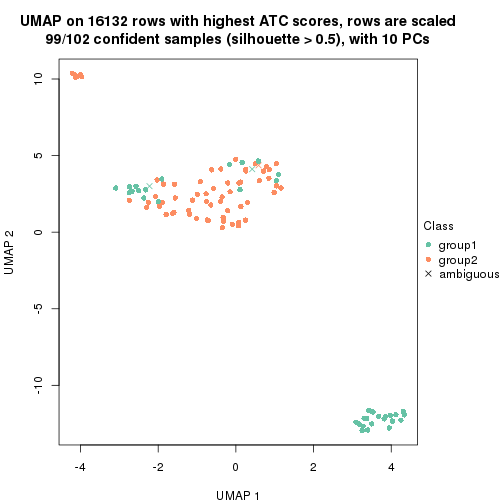 UMAP on 16132 rows with highest ATC scores, rows are scaled
99/102 confident samples (silhouette > 0.5), with 10 PCs
10
5
0
-5
-10
UMAP 2
Class
group1
group2
ambiguous
-4
-2
0
2
4
UMAP 1